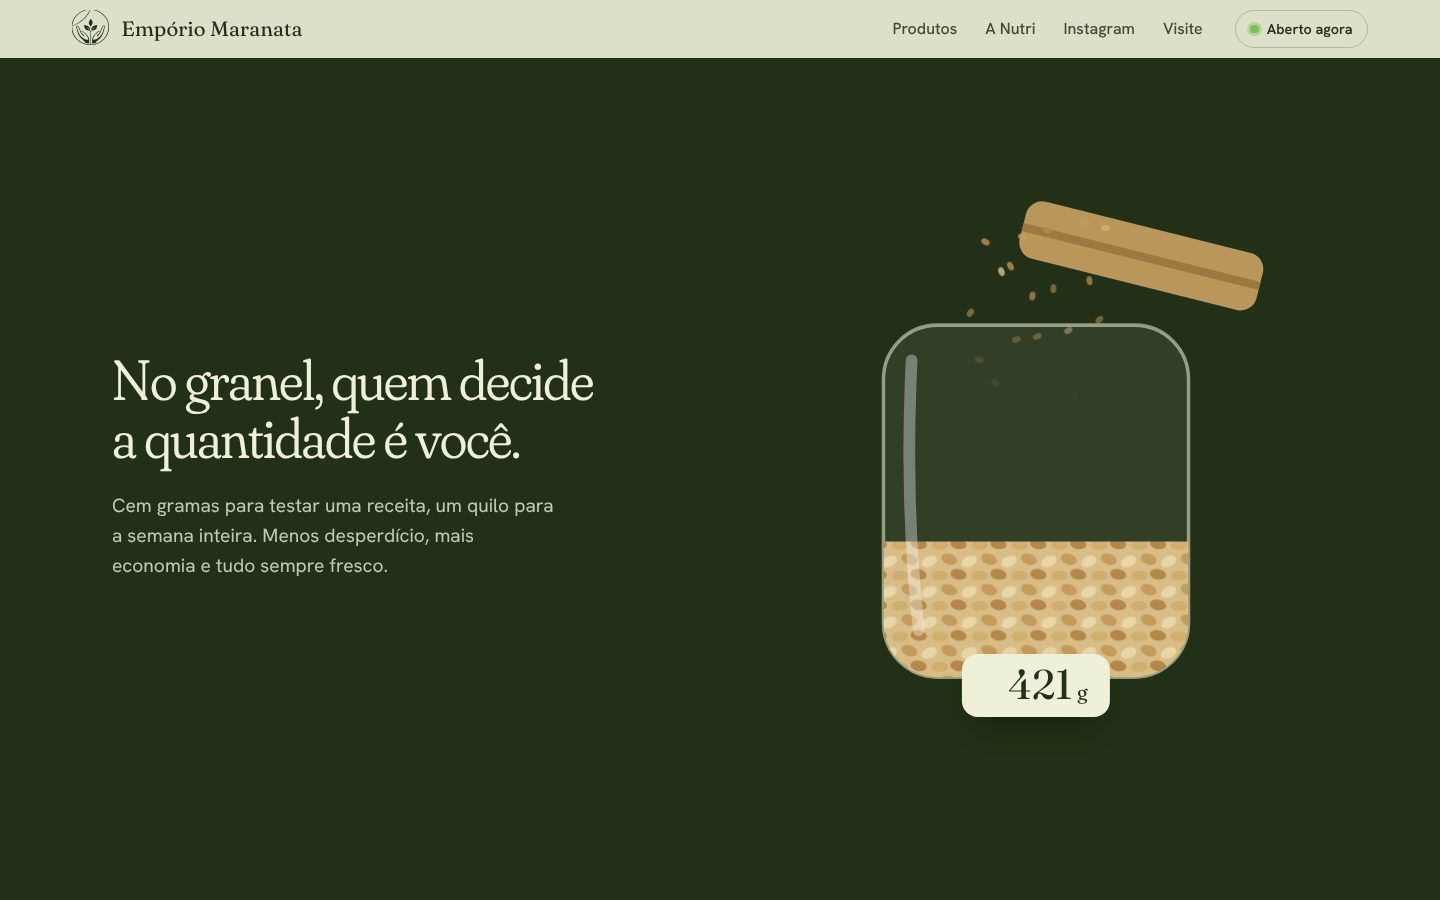 Empório Maranata
Produtos
A Nutri
Instagram
Visite
Aberto agora
No granel, quem decide
a quantidade é você.
Cem gramas para testar uma receita, um quilo para
a semana inteira. Menos desperdício, mais
economia e tudo sempre fresco.
421 g